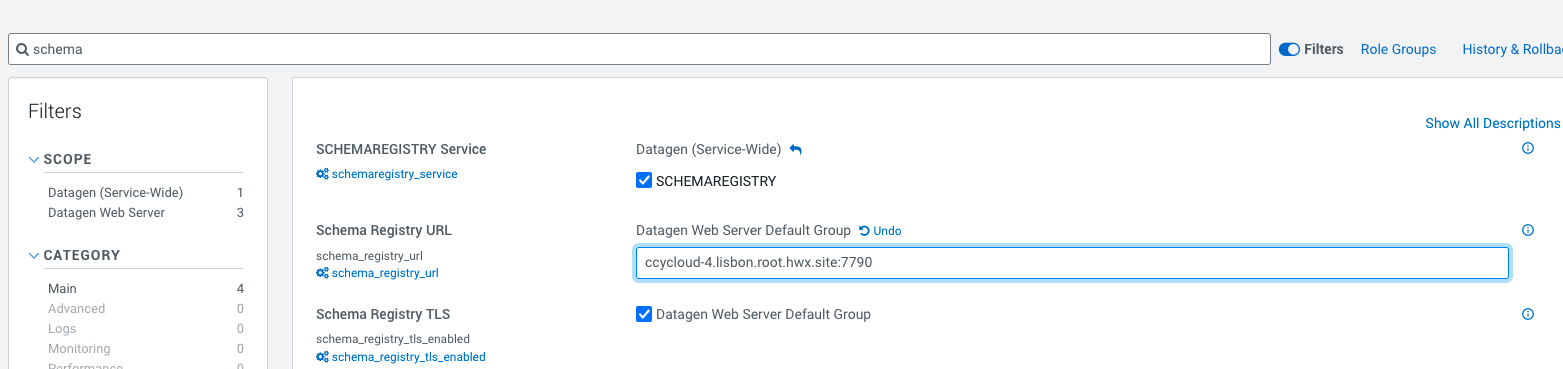 schema
Filters
Role Groups
History & Rollba
Filters
Show All Descriptions
SCOPE
Datagen (Service-Wide) 1
Datagen Web Server 3
CATEGORY
Main 4
Advanced 0
Logs 0
Monitoring 0
Performance 0
SCHEMAREGISTRY Service
schemaregistry_service
Datagen (Service-Wide)
SCHEMAREGISTRY
Schema Registry URL
schema_registry_url
schema_registry_url
Datagen Web Server Default Group Undo
ccycloud-4.lisbon.root.hwx.site:7790
Schema Registry TLS
schema_registry_tls_enabled
schema_registry_tls_enabled
Datagen Web Server Default Group